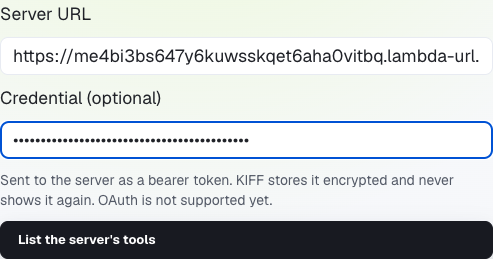 Server URL
https://me4bi3bs647y6kuwsskqet6aha0vitbq.lambda-url.
Credential (optional)
••••••••••••••••••••••••••••••••••••••••••••
Sent to the server as a bearer token. KIFF stores it encrypted and never
shows it again. OAuth is not supported yet.
List the server's tools